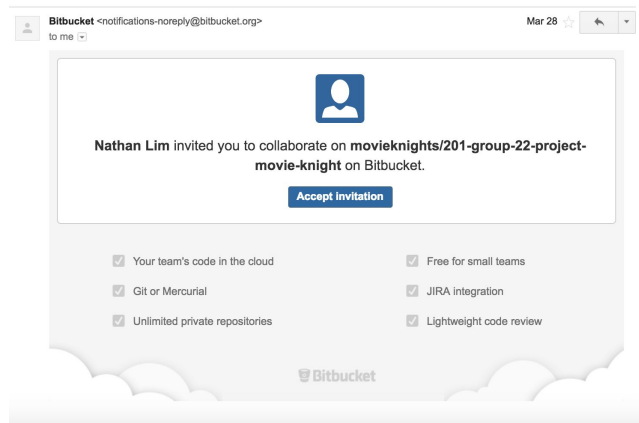 Bitbucket <notifications-noreply@bitbucket.org> Mar 28
to me
Nathan Lim invited you to collaborate on movieknights/201-group-22-project-
movie-knight on Bitbucket.
Accept invitation
Your team's code in the cloud Free for small teams
Git or Mercurial JIRA integration
Unlimited private repositories Lightweight code review
Bitbucket